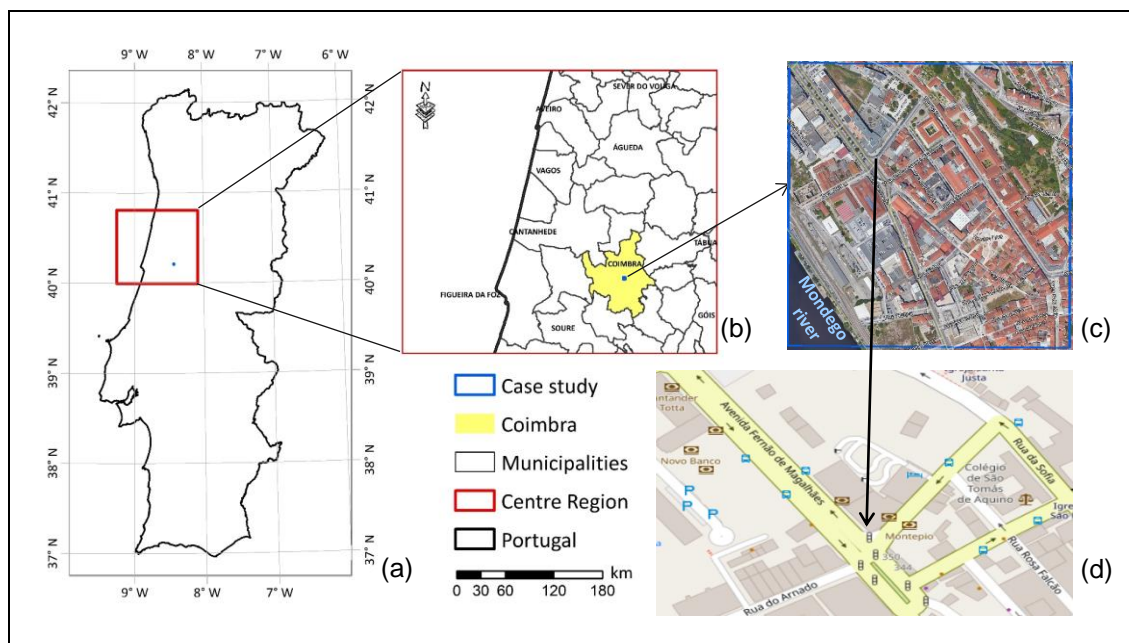 9° W 8° W 7° W
42° N
41° N
40° N
39° N
38° N
37° N
42° N
41° N
40° N
39° N
38° N
37° N
9° W 8° W 7° W
(a)
N
SEVER DO VOUGA
AVEIRO
ÁGUEDA
VAGOS
CANTANHEDE
TÁBUA
COIMBRA
FIGUEIRA DA FOZ
GÓIS
SOURE
(b)
Mondego
river
(c)
Case study
Coimbra
Municipalities
Centre Region
Portugal
km
0 30 60 120 180
Justa
Totta
Avenida Fernão de Magalhães
Novo Banco
P
P
P
Rua da Sofia
Colégio
de São
Tomás
de Aquino
Montepio
350
344
Rua Rosa Falcão
Rua do Arnado
(d)